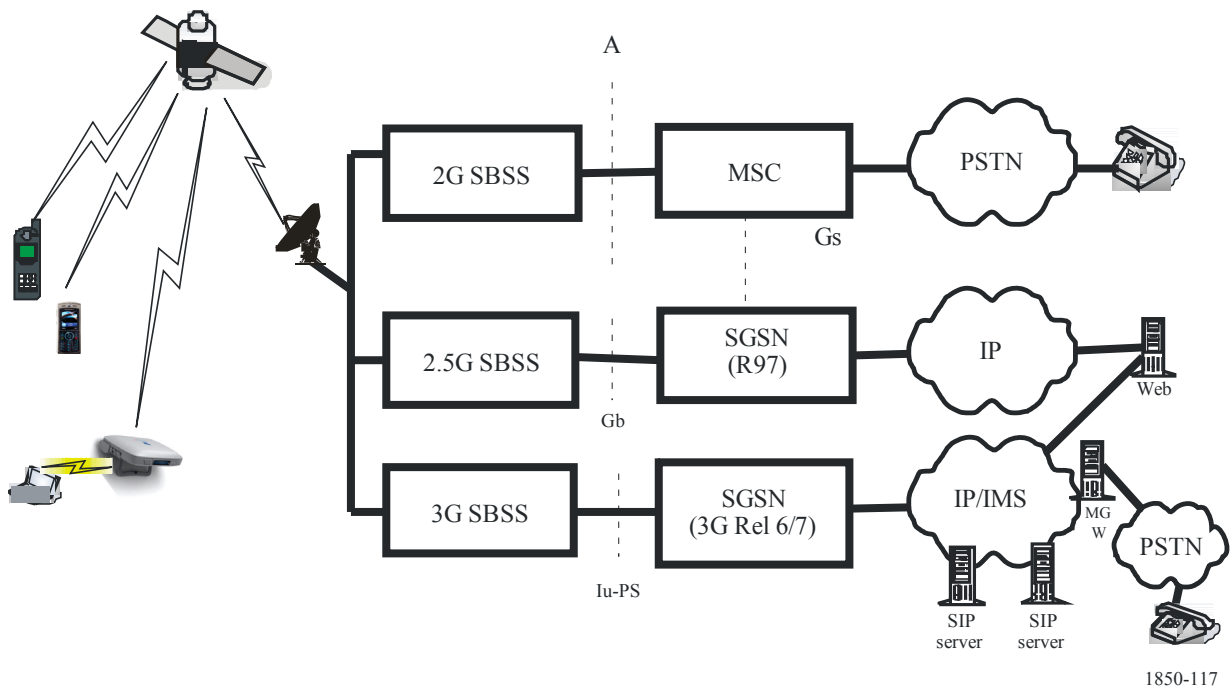 A
2G SBSS
MSC
PSTN
Gs
2.5G SBSS
SGSN
(R97)
IP
Web
Gb
3G SBSS
SGSN
(3G Rel 6/7)
IP/IMS
MG
W
PSTN
Iu-PS
SIP
server
SIP
server
1850-117